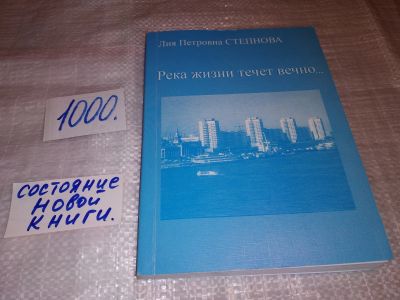 Лия Петровна СТЕПНОВА
Река жизни течет вечно...
1000.
состояние
новой
книги.